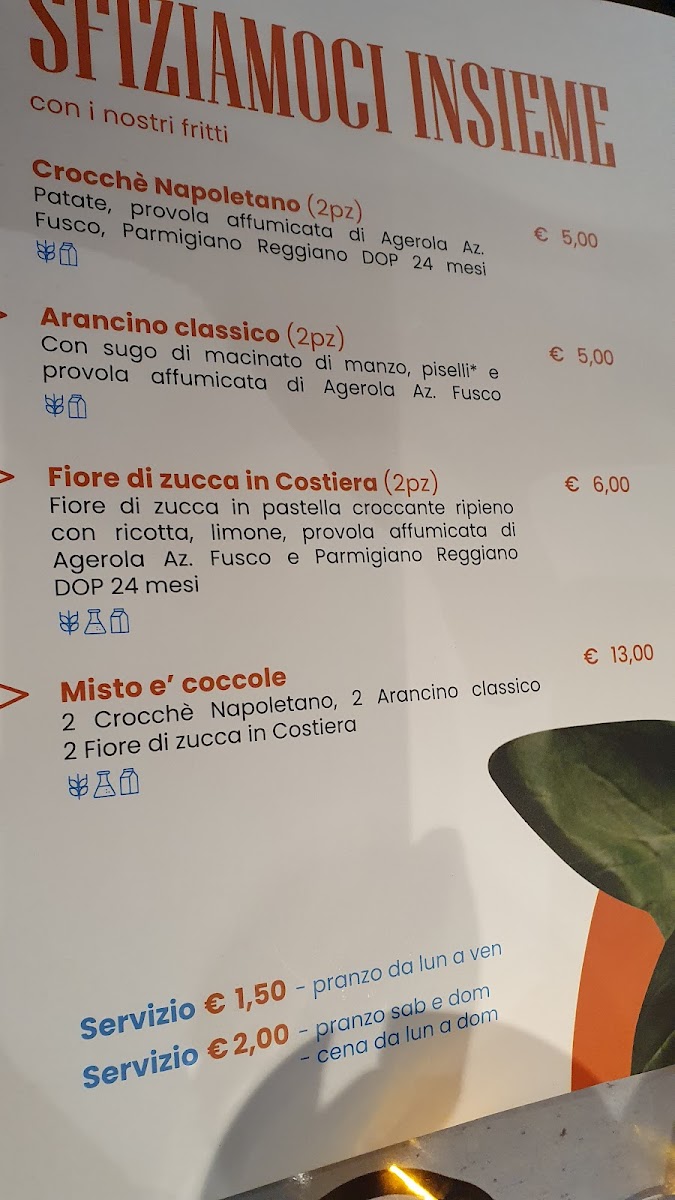 SFIZIAMOCI INSIEME
con i nostri fritti
Crocchè Napoletano (2pz)
€ 5,00
Patate, provola affumicata di Agerola Az.
Fusco, Parmigiano Reggiano DOP 24 mesi
Arancino classico (2pz)
€ 5,00
Con sugo di macinato di manzo, piselli* e
provola affumicata di Agerola Az. Fusco
Fiore di zucca in Costiera (2pz)
€ 6,00
Fiore di zucca in pastella croccante ripieno
con ricotta, limone, provola affumicata di
Agerola Az. Fusco e Parmigiano Reggiano
DOP 24 mesi
Misto e’ coccole
€ 13,00
2 Crocchè Napoletano, 2 Arancino classico
2 Fiore di zucca in Costiera
Servizio € 1,50 - pranzo da lun a ven
Servizio € 2,00 - pranzo sab e dom
- cena da lun a dom